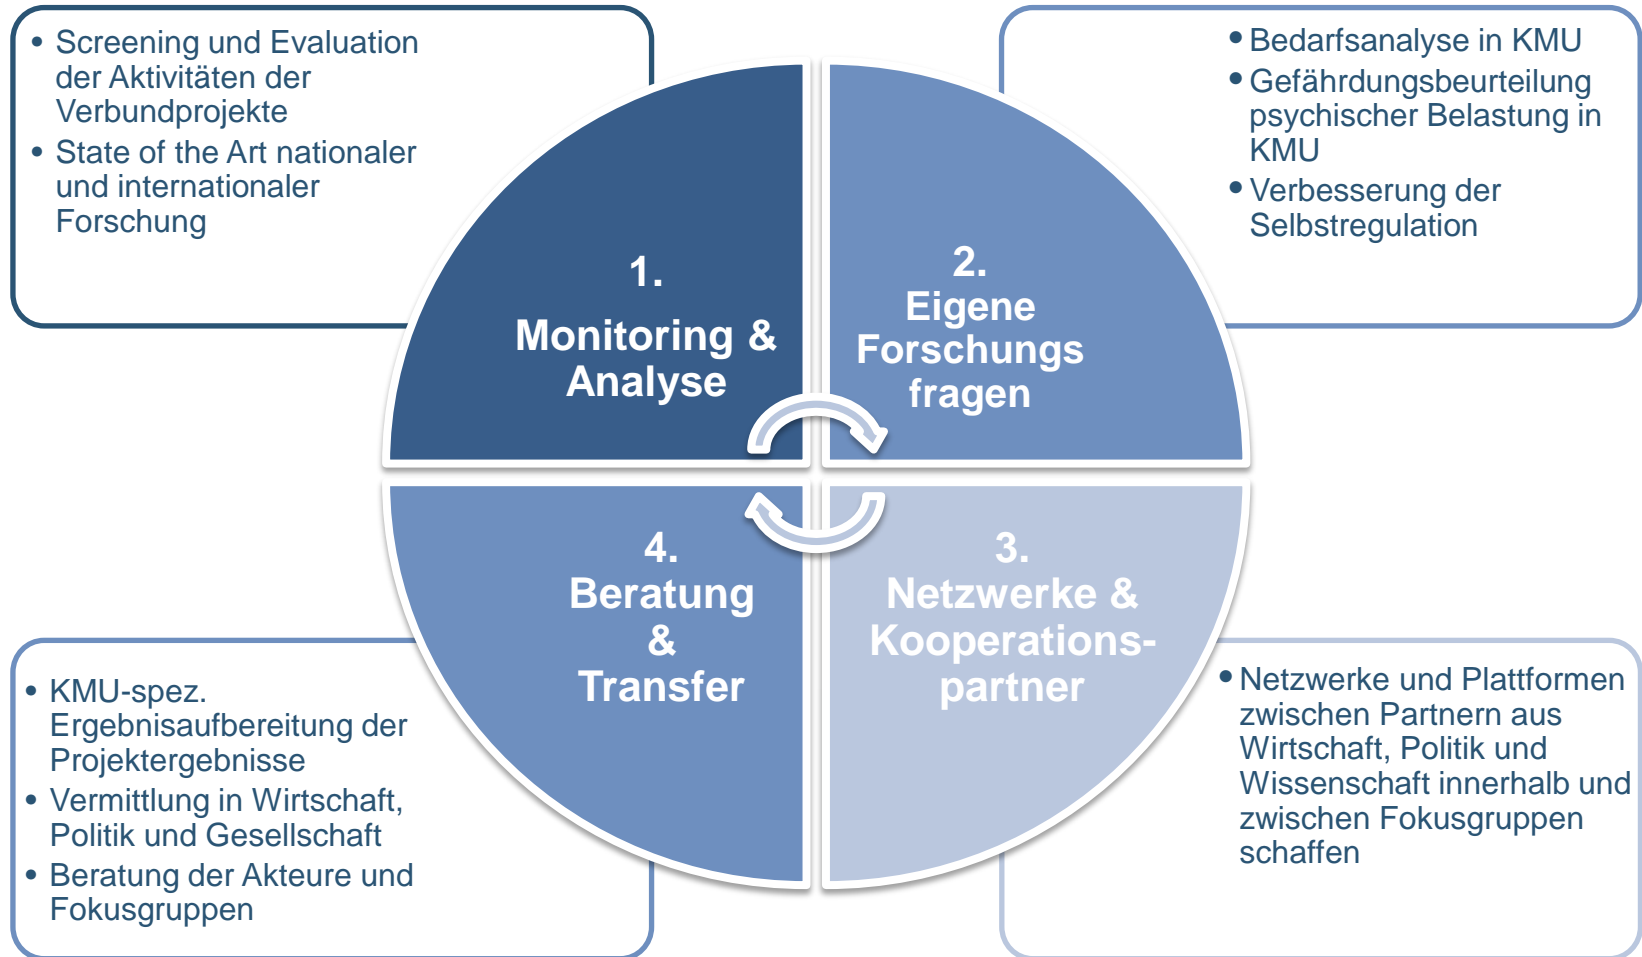 • Screening und Evaluation
der Aktivitäten der
Verbundprojekte
• State of the Art nationaler
und internationaler
Forschung
• Bedarfsanalyse in KMU
• Gefährdungsbeurteilung
psychischer Belastung in
KMU
• Verbesserung der
Selbstregulation
1.
Monitoring &
Analyse
2.
Eigene
Forschungs
fragen
4.
Beratung
&
Transfer
3.
Netzwerke &
Kooperations-
partner
• KMU-spez.
Ergebnisaufbereitung der
Projektergebnisse
• Vermittlung in Wirtschaft,
Politik und Gesellschaft
• Beratung der Akteure und
Fokusgruppen
• Netzwerke und Plattformen
zwischen Partnern aus
Wirtschaft, Politik und
Wissenschaft innerhalb und
zwischen Fokusgruppen
schaffen